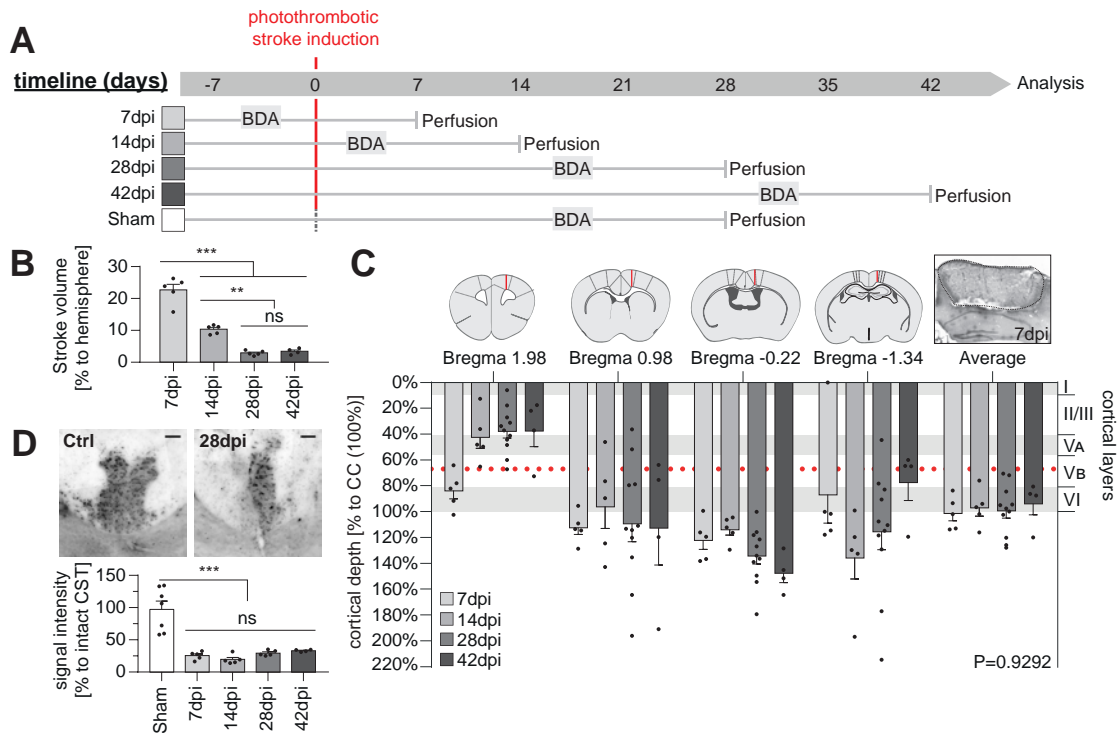 A
photothrombotic
stroke induction
timeline (days)
-7 0 7 14 21 28 35 42
Analysis
7dpi BDA Perfusion
14dpi BDA Perfusion
28dpi BDA Perfusion
42dpi BDA Perfusion
Sham BDA Perfusion
B
Stroke volume
[% to hemisphere]
30
20
10
0
***
**
ns
7dpi
14dpi
28dpi
42dpi
C
7dpi
Bregma 1.98 Bregma 0.98 Bregma -0.22 Bregma -1.34 Average
cortical depth [% to CC (100%)]
0%
20%
40%
60%
80%
100%
120%
140%
160%
180%
200%
220%
I
II/III
VA
VB
VI
cortical layers
7dpi
14dpi
28dpi
42dpi
P=0.9292
D
Ctrl
28dpi
signal intensity
[% to intact CST]
150
100
50
0
***
ns
Sham
7dpi
14dpi
28dpi
42dpi